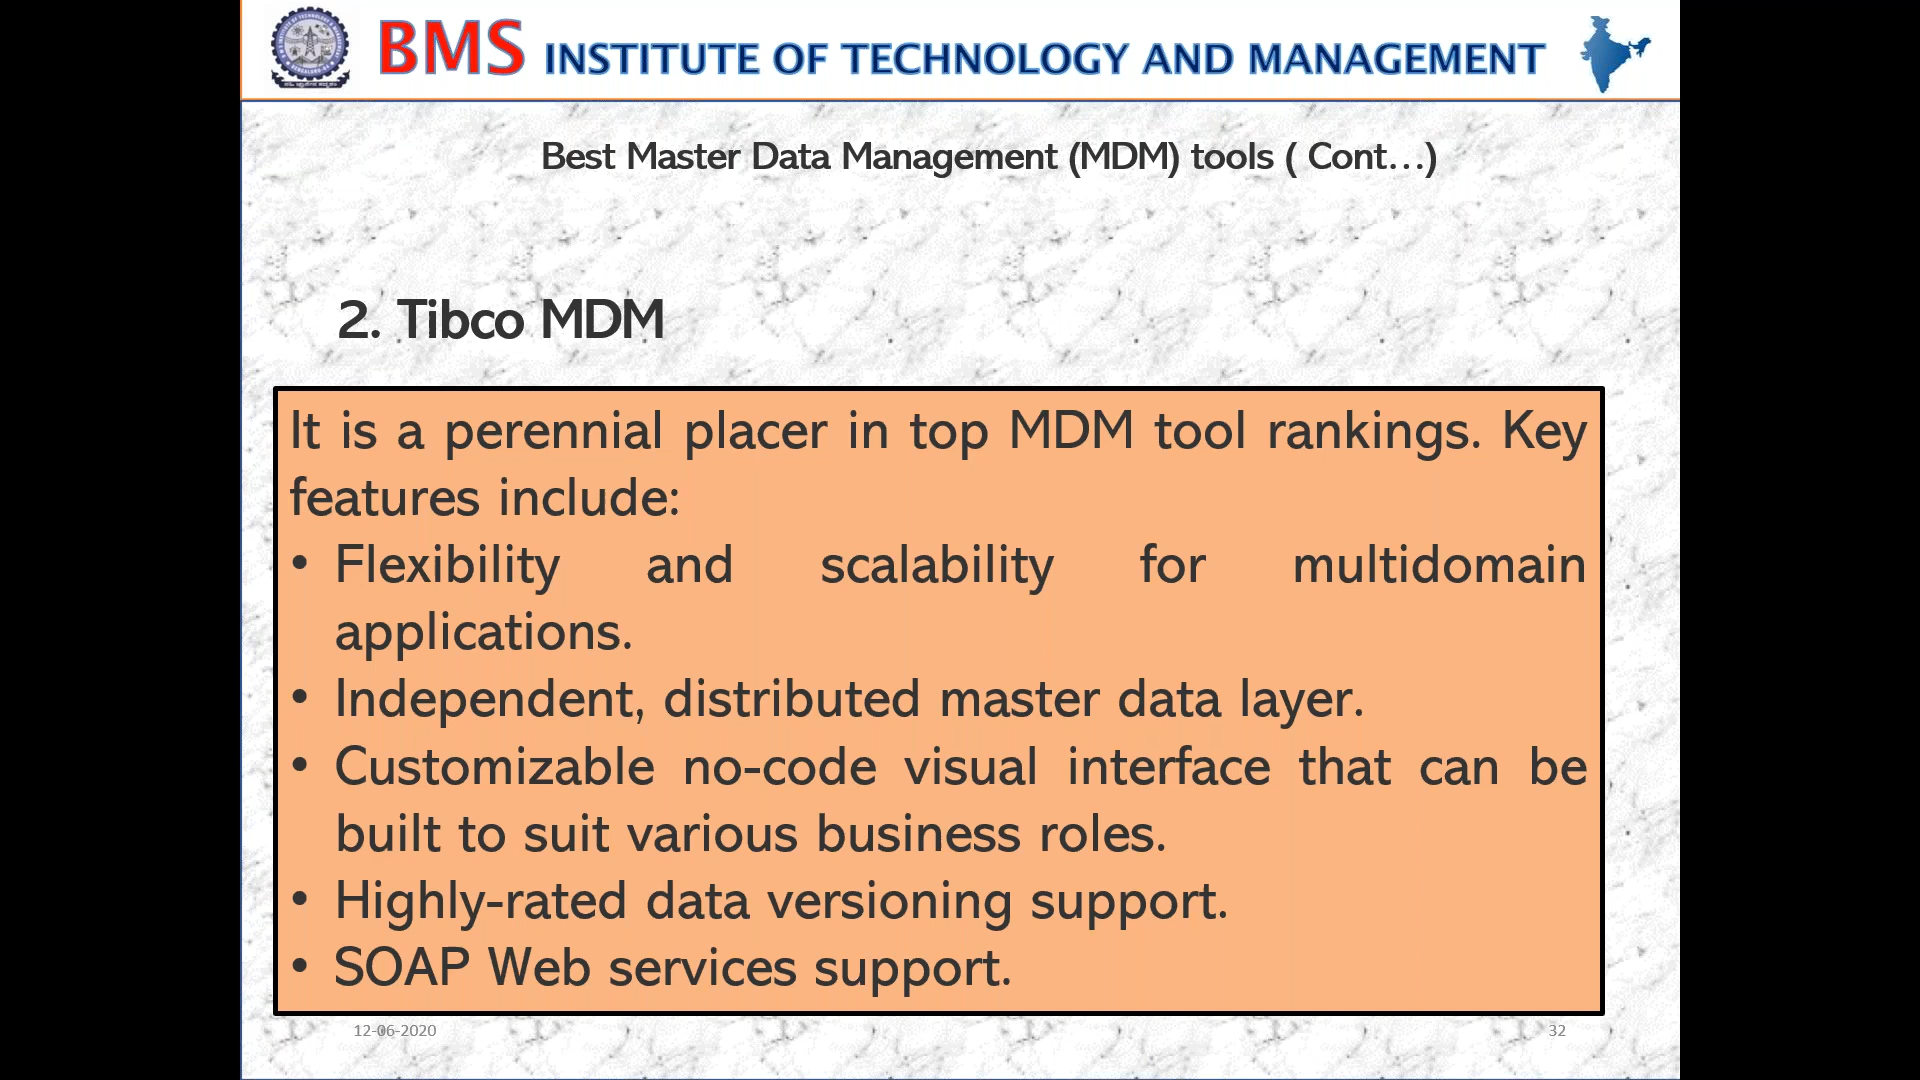 BMS INSTITUTE OF TECHNOLOGY AND MANAGEMENT
Best Master Data Management (MDM) tools ( Cont…)
2. Tibco MDM
It is a perennial placer in top MDM tool rankings. Key
features include:
• Flexibility and scalability for multidomain
applications.
• Independent, distributed master data layer.
• Customizable no-code visual interface that can be
built to suit various business roles.
• Highly-rated data versioning support.
• SOAP Web services support.
12-06-2020
32